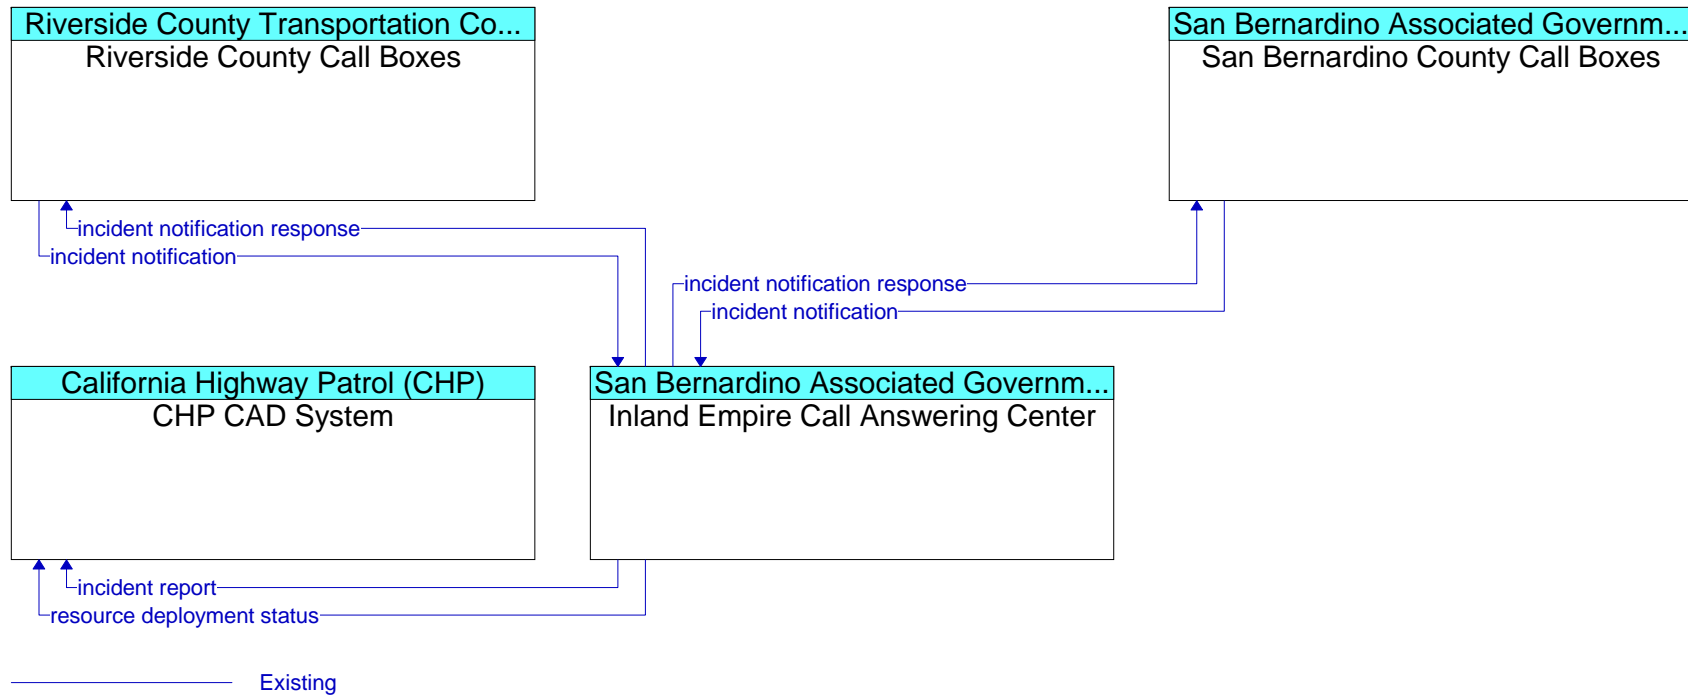 Riverside County Transportation Co...
Riverside County Call Boxes
San Bernardino Associated Governm...
San Bernardino County Call Boxes
incident notification response
incident notification
incident notification response
incident notification
California Highway Patrol (CHP)
CHP CAD System
San Bernardino Associated Governm...
Inland Empire Call Answering Center
incident report
resource deployment status
Existing